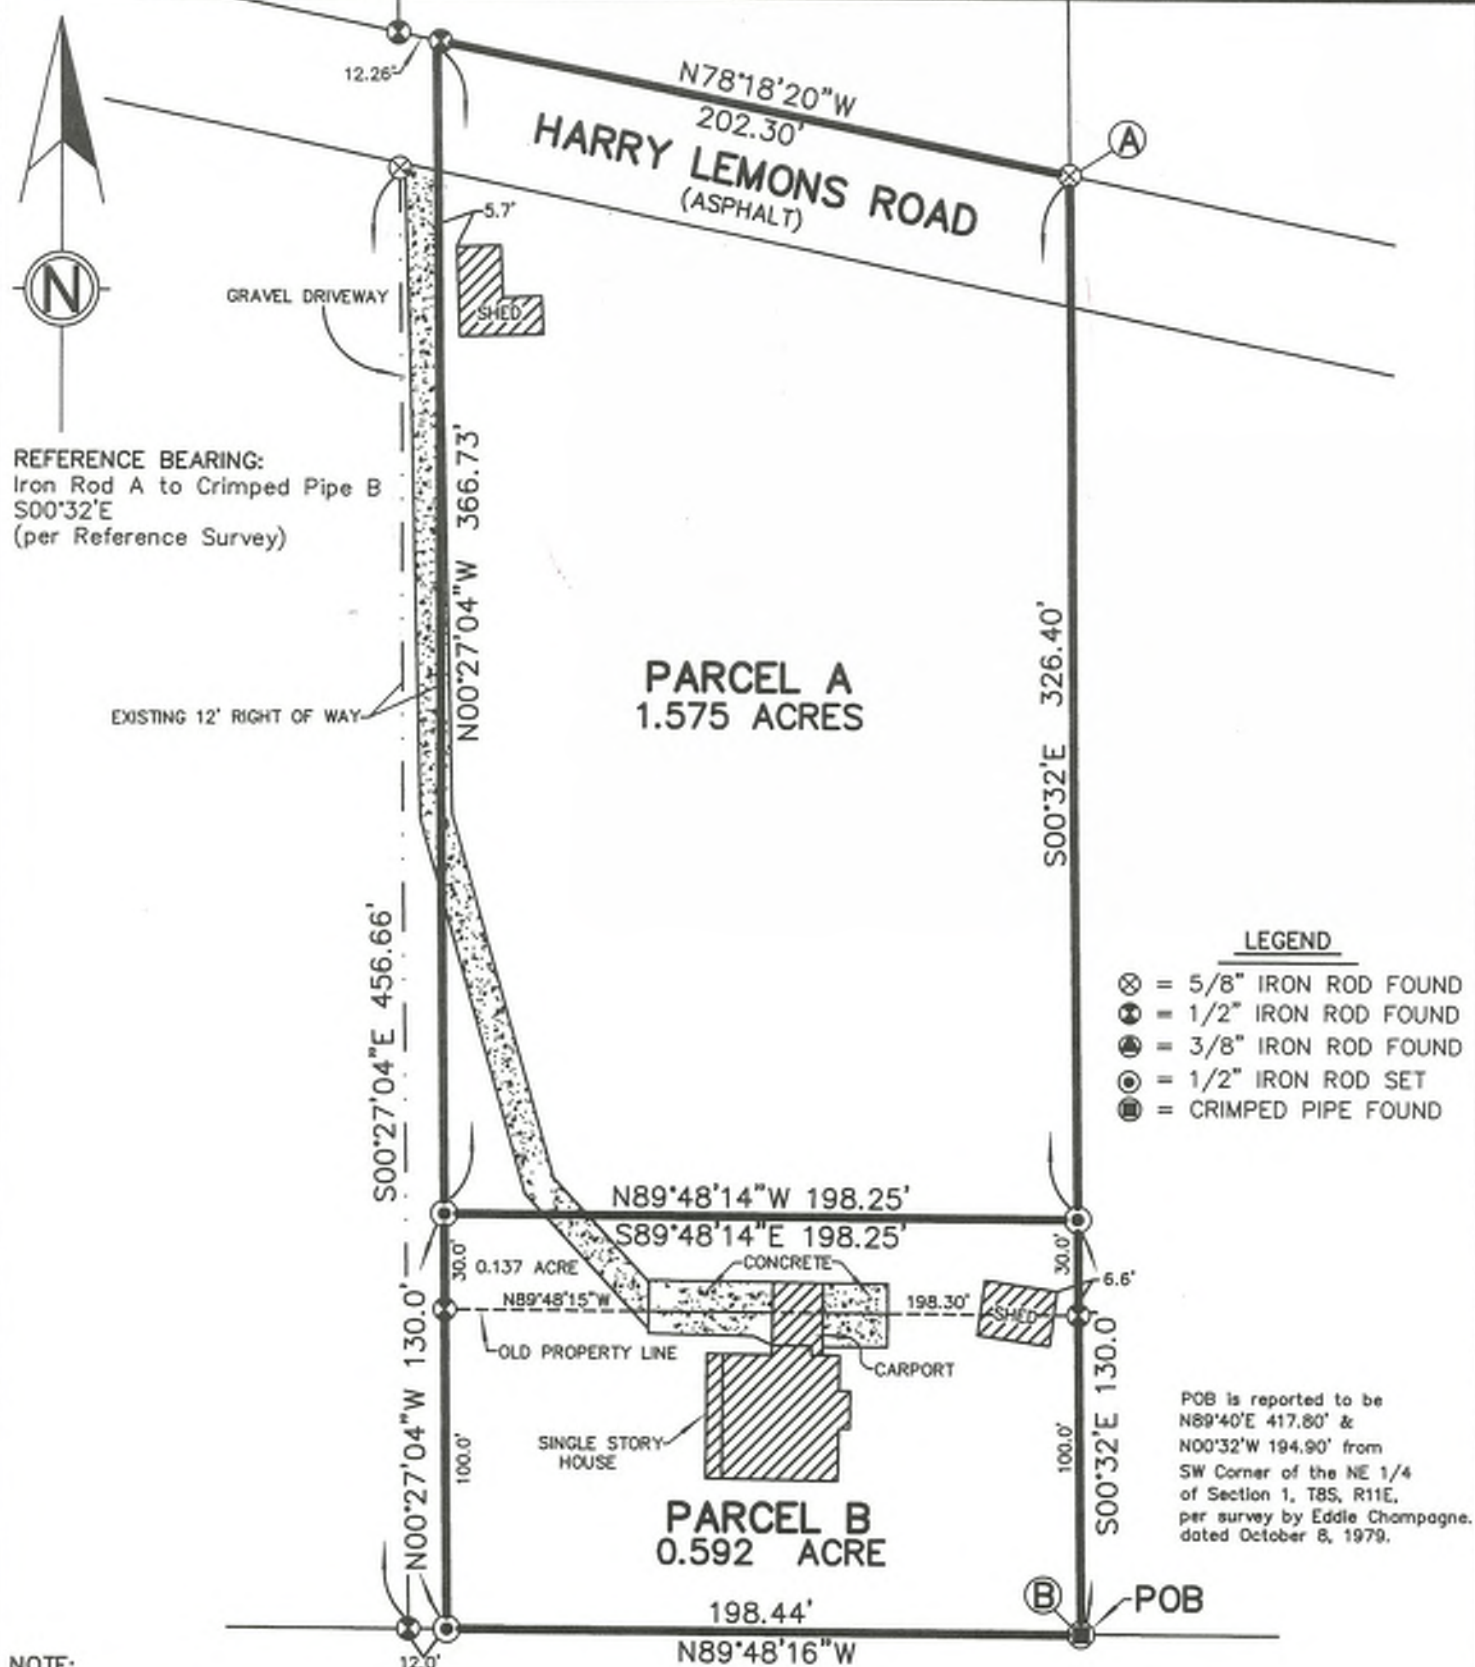 12.26'
N78°18'20"W
202.30'
HARRY LEMONS ROAD
(ASPHALT)
A
5.7'
SHED
GRAVEL DRIVEWAY
N
REFERENCE BEARING:
Iron Rod A to Crimped Pipe B
S00°32'E
(per Reference Survey)
N00°27'04"W 366.73'
EXISTING 12' RIGHT OF WAY
PARCEL A
1.575 ACRES
S00°32'E 326.40'
S00°27'04"E 456.66'
LEGEND
= 5/8" IRON ROD FOUND
= 1/2" IRON ROD FOUND
= 3/8" IRON ROD FOUND
= 1/2" IRON ROD SET
= CRIMPED PIPE FOUND
N89°48'14"W 198.25'
S89°48'14"E 198.25'
30.0'
0.137 ACRE
CONCRETE
30.0'
6.6'
N89°48'15"W
198.30'
SHED
OLD PROPERTY LINE
CARPORT
N00°27'04"W 130.0'
100.0'
SINGLE STORY
HOUSE
100.0'
S00°32'E 130.0
POB is reported to be
N89°40'E 417.80' &
N00°32'W 194.90' from
SW Corner of the NE 1/4
of Section 1, T8S, R11E,
per survey by Eddie Champagne.
dated October 8, 1979.
PARCEL B
0.592 ACRE
B
POB
198.44'
N89°48'16"W
12.0'
NOTE: